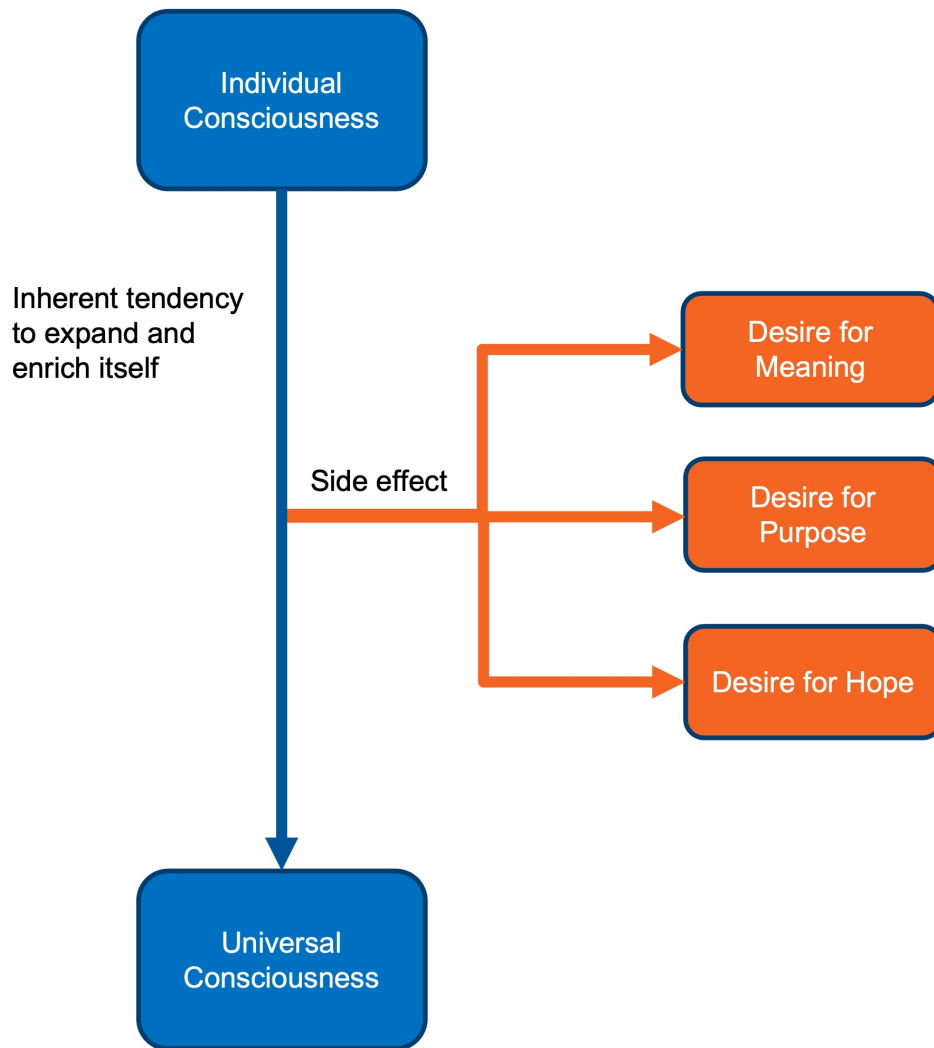 Individual
Consciousness
Inherent tendency
to expand and
enrich itself
Desire for
Meaning
Side effect
Desire for
Purpose
Desire for Hope
Universal
Consciousness